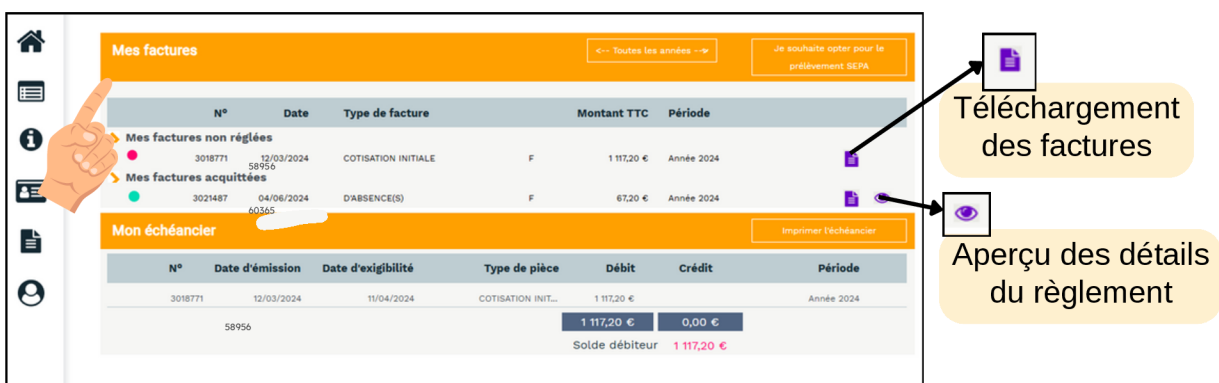 Mes factures
<-- Toutes les années -->
Je souhaite opter pour le
prélèvement SEPA
N° Date Type de facture Montant TTC Période
Mes factures non réglées
3018771 12/03/2024 COTISATION INITIALE F 1 117,20 € Année 2024
58956
Mes factures acquittées
3021487 04/06/2024 D'ABSENCE(S) F 67,20 € Année 2024
60365
Mon échéancier
Imprimer l'échéancier
N° Date d'émission Date d'exigibilité Type de pièce Débit Crédit Période
3018771 12/03/2024 11/04/2024 COTISATION INIT... 1 117,20 € Année 2024
58956
1 117,20 € 0,00 €
Solde débiteur 1 117,20 €
Téléchargement
des factures
Aperçu des détails
du règlement